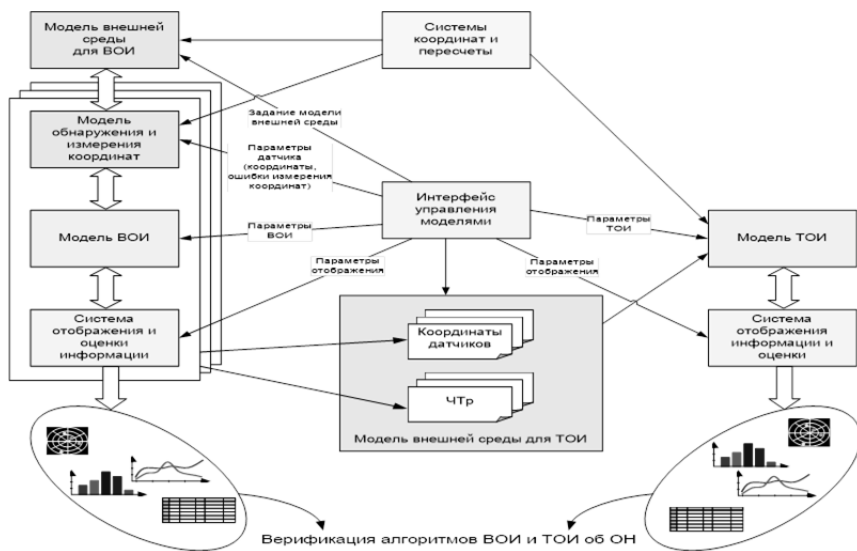 Модель внешней
среды
для ВОИ
Системы
координат и
пересчеты
Модель
обнаружения и
измерения
координат
Задание модели
внешней среды
Параметры
датчика
(координаты,
ошибки измерения
координат)
Интерфейс
управления
моделями
Параметры
ТОИ
Модель ВОИ
Параметры
ВОИ
Модель ТОИ
Параметры
отображения
Параметры
отображения
Система
отображения и
оценки
информации
Координаты
датчиков
Система
отображения
информации и
оценки
ЧТр
Модель внешней среды для ТОИ
Верификация алгоритмов ВОИ и ТОИ об ОН